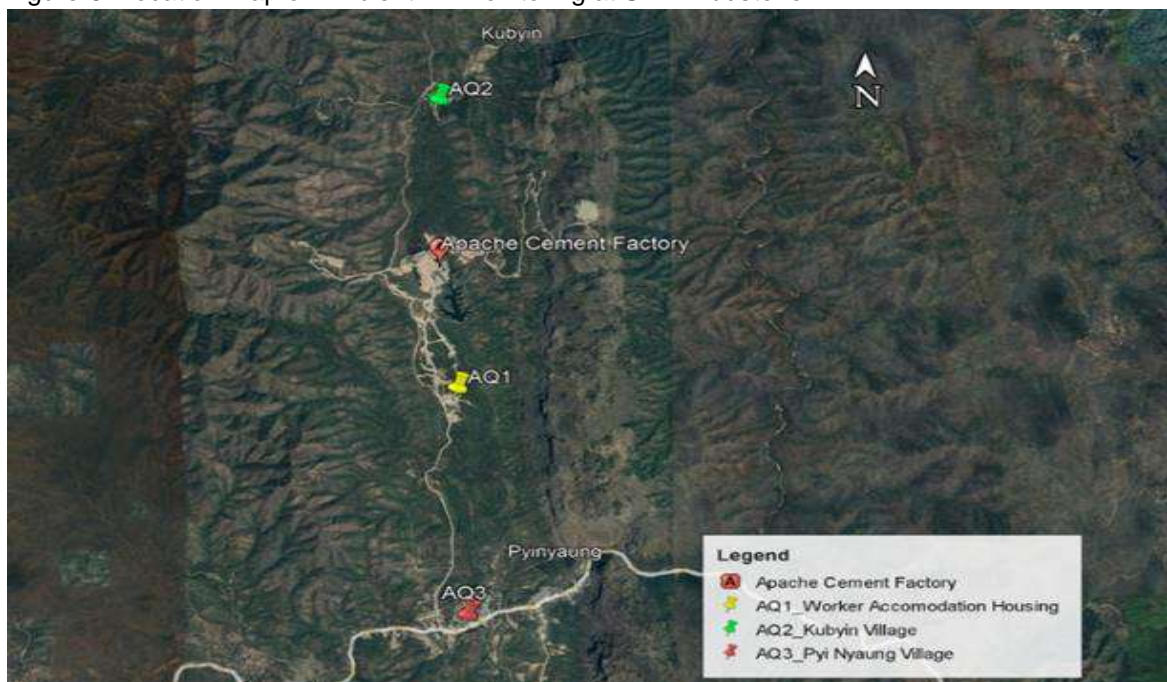 Kubyin
AQ2
N
Apache Cement Factory
AQ1
Pyinyaung
AQ3
Legend
A Apache Cement Factory
AQ1_Worker Accomodation Housing
AQ2_Kubyin Village
AQ3_Pyi Nyaung Village